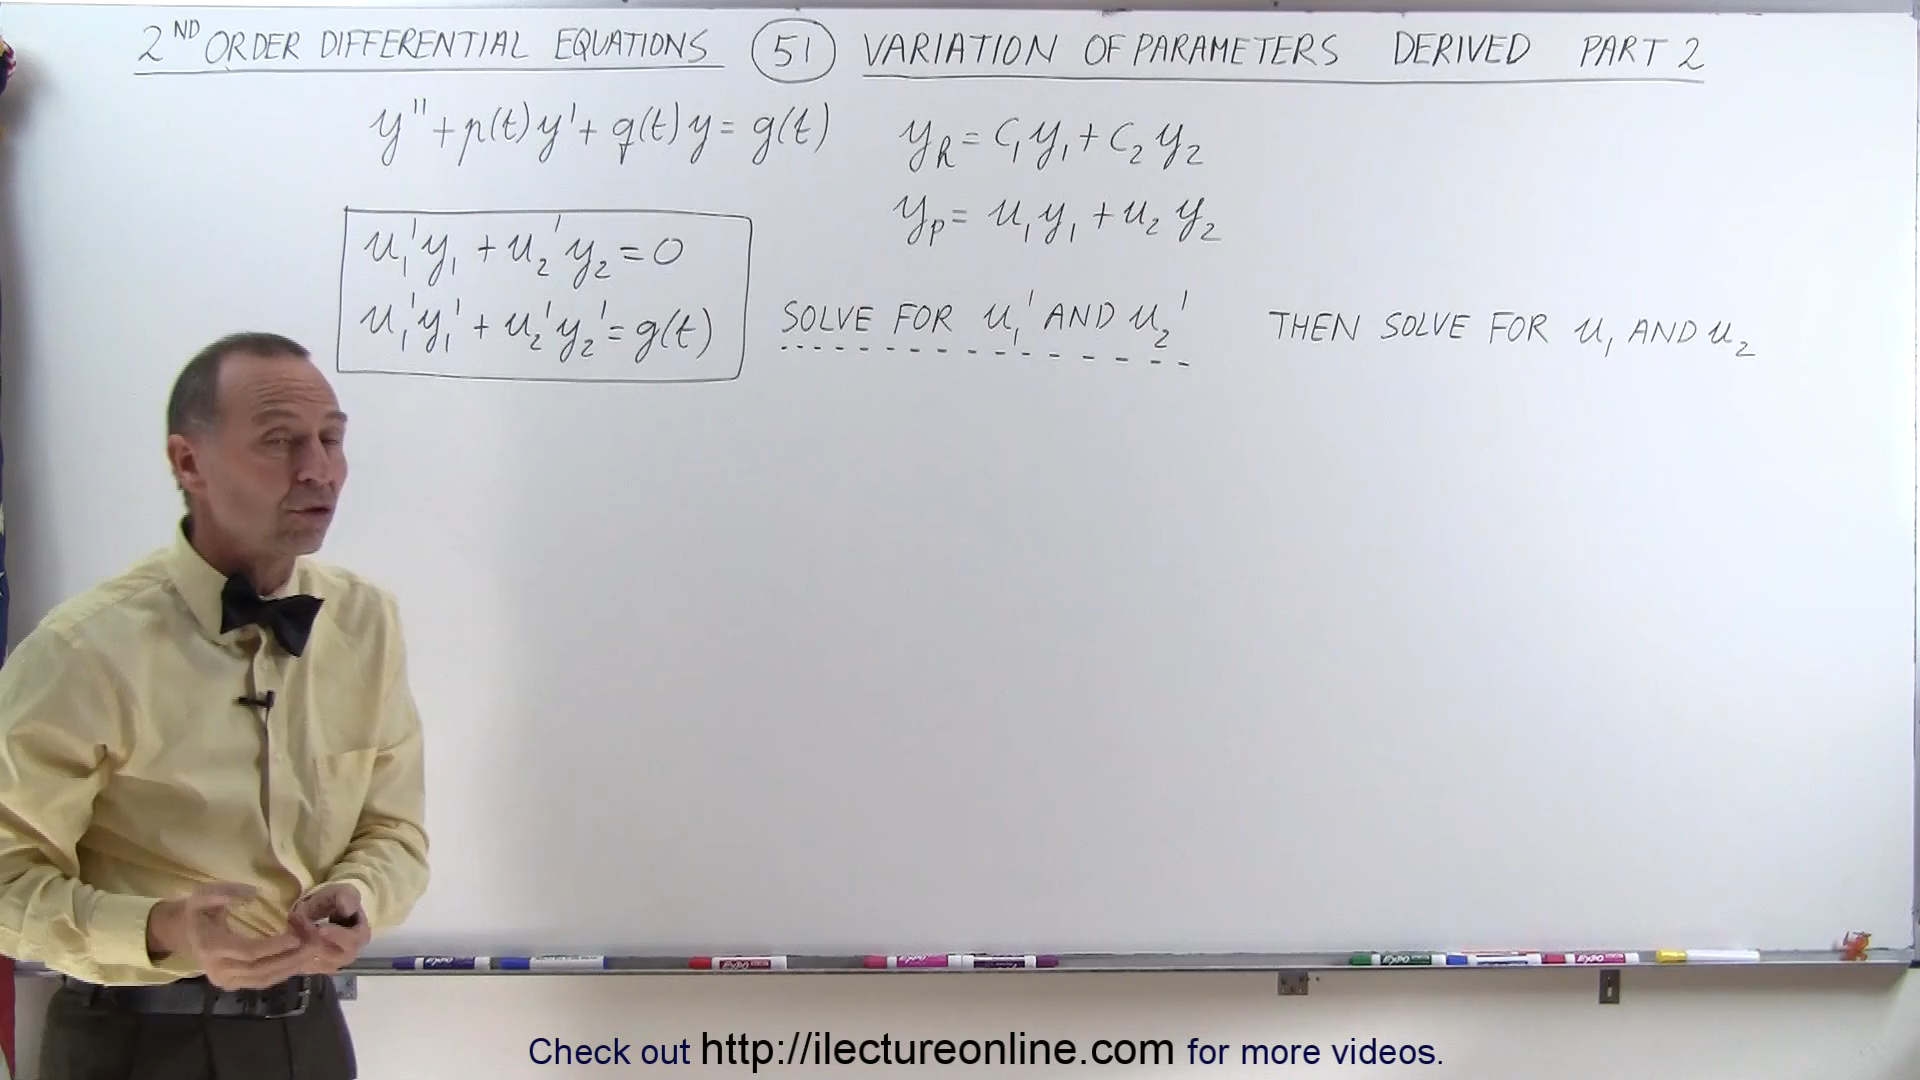 2ND ORDER DIFFERENTIAL EQUATIONS (51) VARIATION OF PARAMETERS DERIVED PART 2
y'' + p(t)y' + q(t)y = g(t)
y_h = C₁y₁ + C₂y₂
y_p = u₁y₁ + u₂y₂
u₁'y₁ + u₂'y₂ = 0
u₁'y₁' + u₂'y₂' = g(t)
SOLVE FOR u₁' AND u₂'
THEN SOLVE FOR u₁ AND u₂
Check out http://ilectureonline.com for more videos.